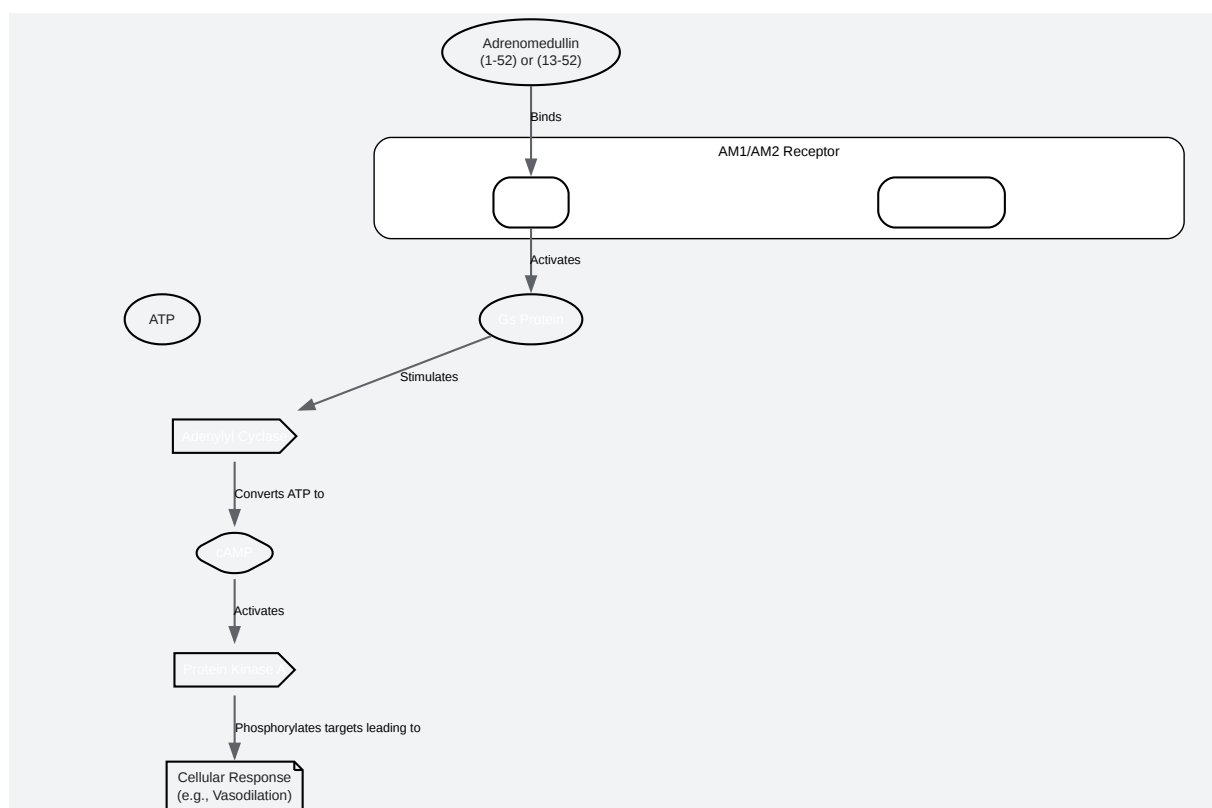 Adrenomedullin
(1-52) or (13-52)
Binds
AM1/AM2 Receptor
Activates
ATP
Gs Protein
Stimulates
Adenylyl Cyclase
Converts ATP to
cAMP
Activates
Protein Kinase A
Phosphorylates targets leading to
Cellular Response
(e.g., Vasodilation)